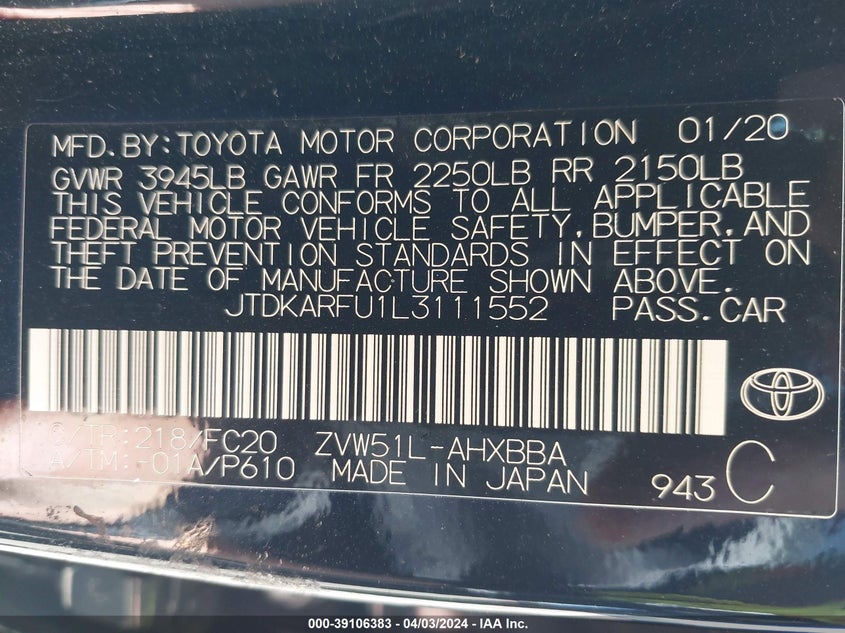 MFD.BY:TOYOTA MOTOR CORPORATION 01/20
GVWR 3945LB GAWR FR 2250LB RR 2150LB
THIS VEHICLE CONFORMS TO ALL APPLICABLE
FEDERAL MOTOR VEHICLE SAFETY,BUMPER,AND
THEFT PREVENTION STANDARDS IN EFFECT ON
THE DATE OF MANUFACTURE SHOWN ABOVE.
JTDKARFU1L3111552 PASS.CAR
C/TR:218/FC20 ZVW51L-AHXBBA
A/TM:-01A/P610 MADE IN JAPAN 943 C
000-39106383 - 04/03/2024 - IAA Inc.